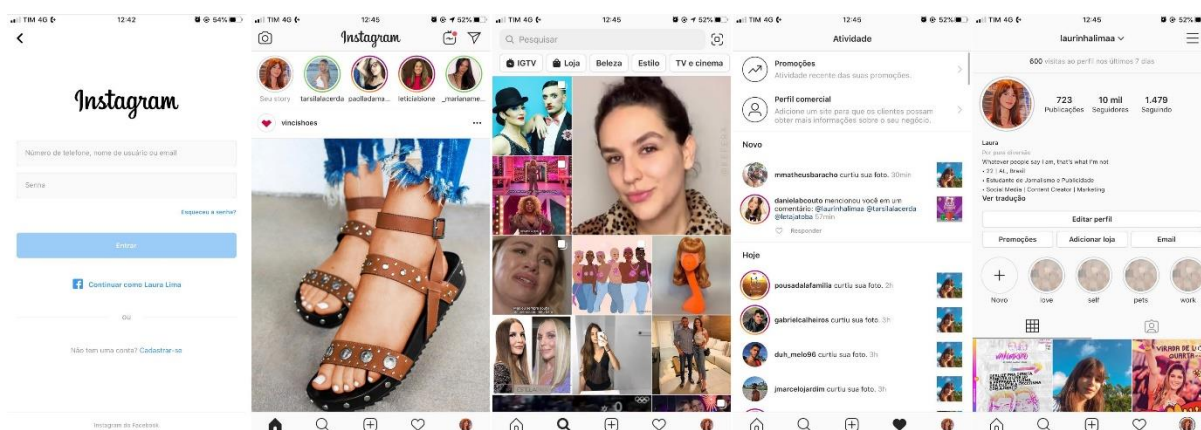 TIM 4G
12:42
54%
Instagram
Número de telefone, nome de usuário ou email
Senha
Esqueceu a senha?
Entrar
Continuar como Laura Lima
OU
Não tem uma conta? Cadastrar-se
Instagram do Facebook
TIM 4G
12:45
52%
Instagram
Seu story
tarsilalacerda
paolladama...
leticiabione
_marianame...
vincishoes
TIM 4G
12:45
52%
Pesquisar
IGTV
Loja
Beleza
Estilo
TV e cinema
TIM 4G
12:45
52%
Atividade
Promoções
Atividade recente das suas promoções.
Perfil comercial
Adicione um site para que os clientes possam
obter mais informações sobre o seu negócio.
Novo
mmatheusbaracho curtiu sua foto. 30min
danielabcouto mencionou você em um
comentário: @laurinhalimaa @tarsilalacerda
@letajatoba 57min
Responder
Hoje
pousadalafamilia curtiu sua foto. 2h
gabrielcalheiros curtiu sua foto. 3h
duh_melo96 curtiu sua foto. 3h
jmarcelojardim curtiu sua foto. 3h
TIM 4G
12:45
52%
laurinhalimaa
600 visitas ao perfil nos últimos 7 dias
723
Publicações
10 mil
Seguidores
1.479
Seguindo
Laura
Por pura diversão
Whatever people say I am, that's what I'm not
• 22 | AL, Brasil
• Estudante de Jornalismo e Publicidade
• Social Media | Content Creator | Marketing
Ver tradução
Editar perfil
Promoções
Adicionar loja
Email
Novo
love
self
pets
work